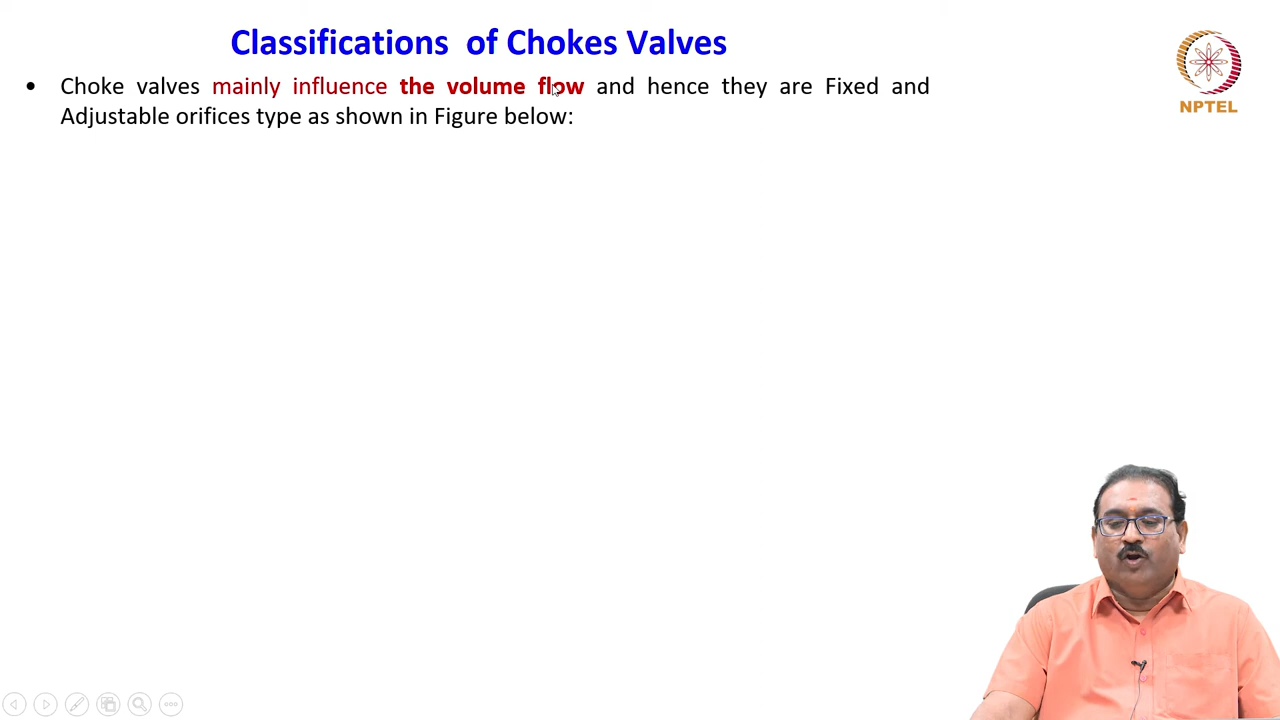 Classifications of Chokes Valves
• Choke valves mainly influence the volume flow and hence they are Fixed and
Adjustable orifices type as shown in Figure below:
NPTEL